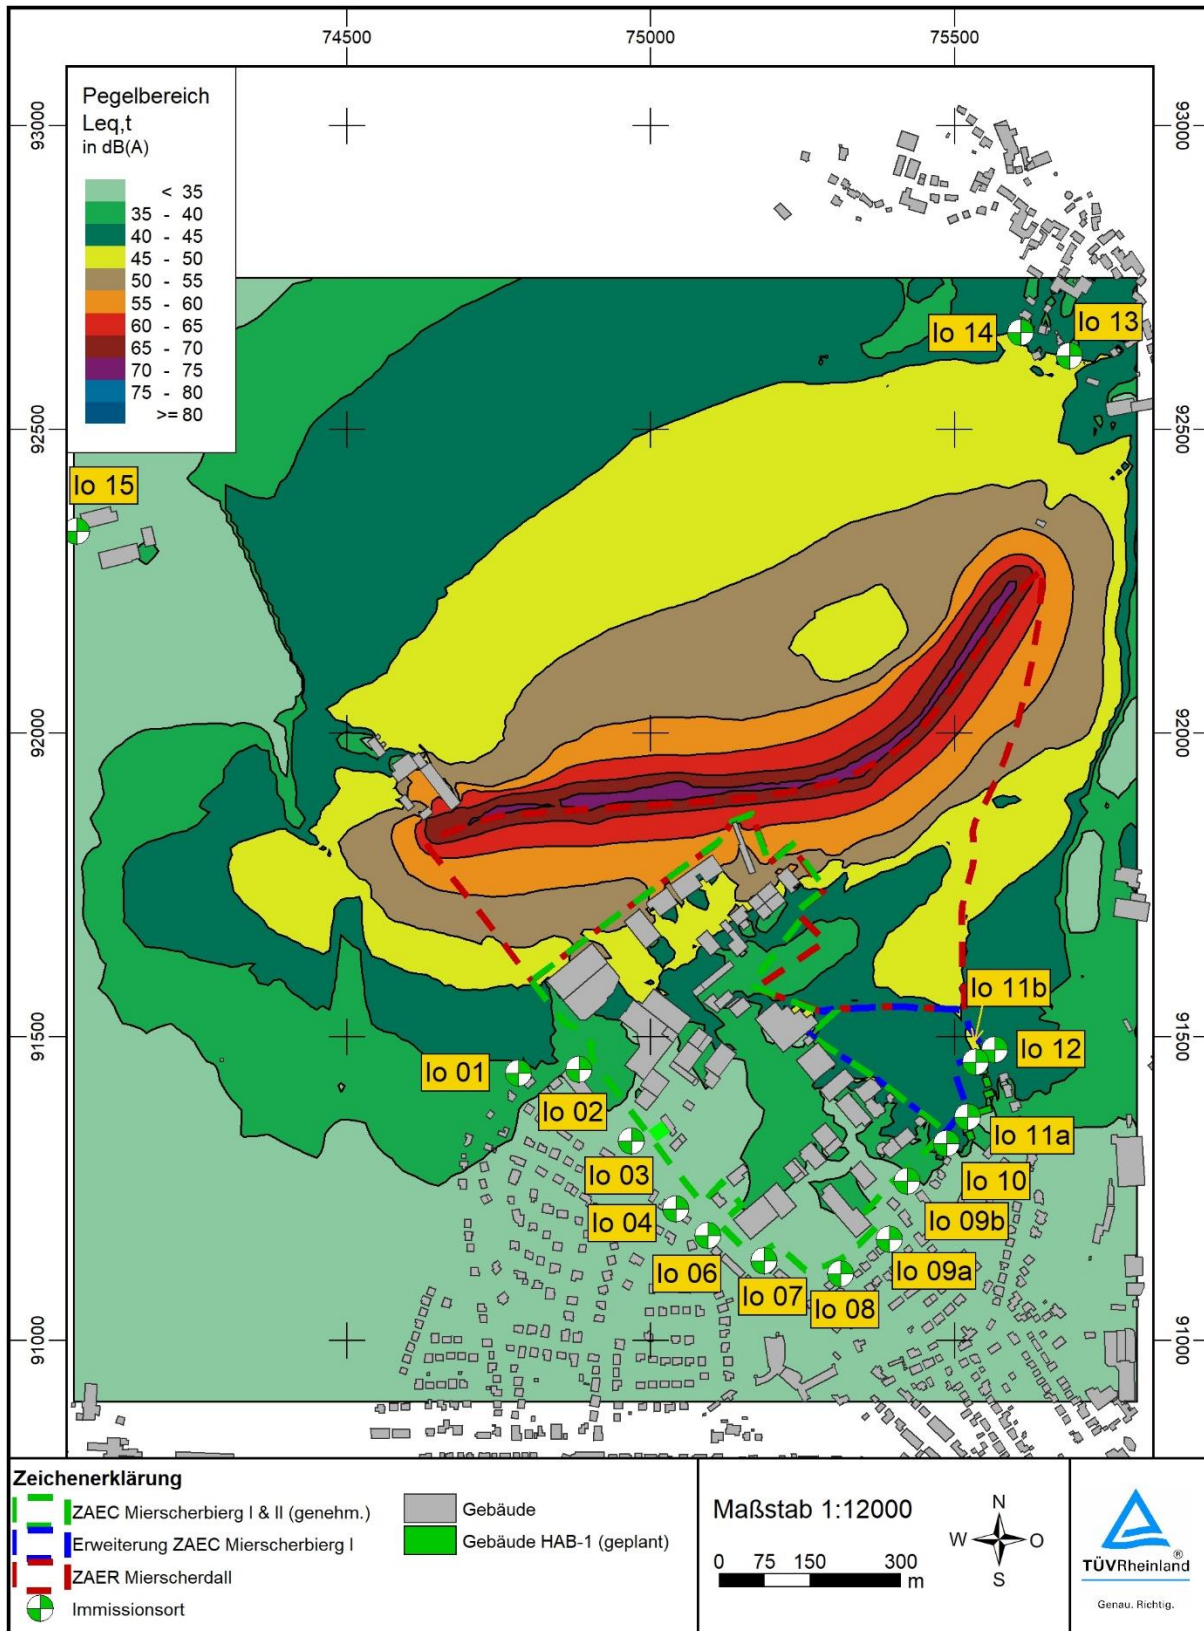 74500 75000 75500
Pegelbereich
Leq,t
in dB(A)
< 35
35 - 40
40 - 45
45 - 50
50 - 55
55 - 60
60 - 65
65 - 70
70 - 75
75 - 80
>= 80
93000 93000
Io 14
Io 13
92500 92500
Io 15
92000 92000
91500 91500
Io 11b
Io 12
Io 01
Io 02
Io 11a
Io 03
Io 10
Io 04
Io 09b
Io 06
Io 09a
Io 07
Io 08
91000 91000
Zeichenerklärung
ZAEC Mierscherbierg I & II (genehm.)
Erweiterung ZAEC Mierscherbierg I
ZAER Mierscherdall
Immissionsort
Gebäude
Gebäude HAB-1 (geplant)
Maßstab 1:12000
0 75 150 300
m
N
W O
S
TÜVRheinland
®
Genau. Richtig.